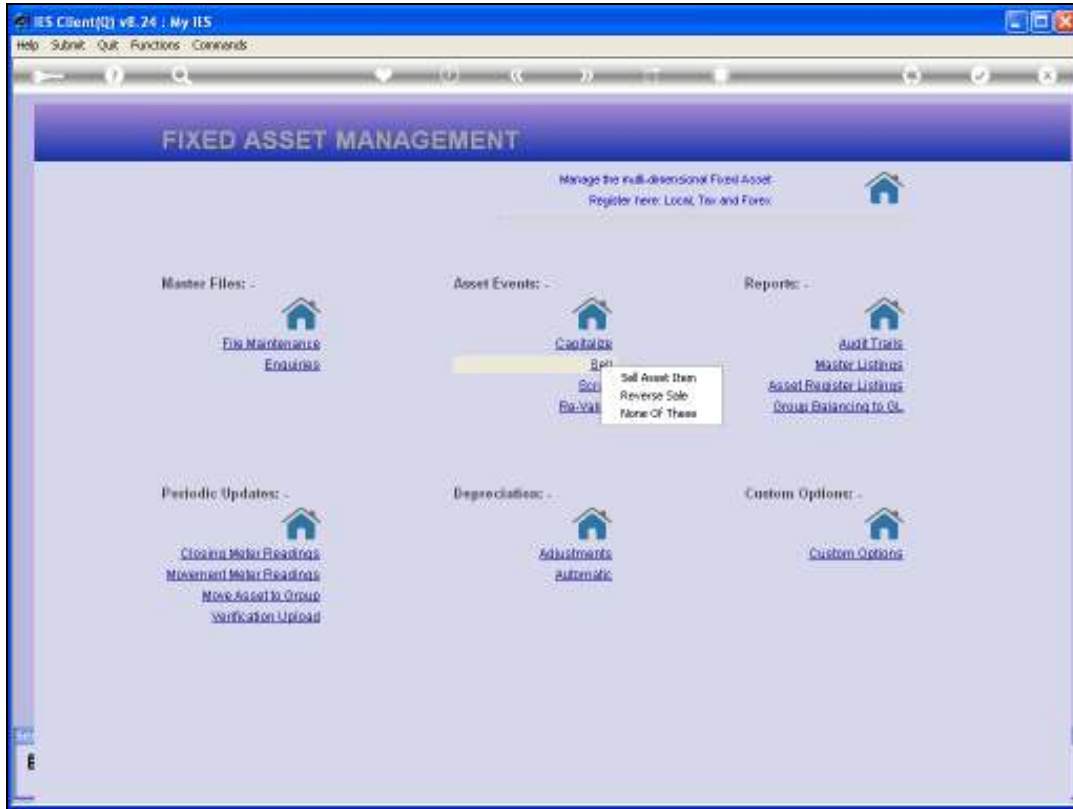 IES Client(Q) v8.24 : My IES
Help Submit Quit Functions Commands
FIXED ASSET MANAGEMENT
Manage the multi-dimensional Fixed Asset
Register here: Local, Tax and Forex
Master Files: -
Asset Events: -
Reports: -
File Maintenance
Capitalize
Audit Trails
Enquiries
Sell
Master Listings
Asset Register Listings
Group Balancing to GL
Sell Asset Item
Reverse Sale
None Of These
Periodic Updates: -
Depreciation: -
Custom Options: -
Closing Meter Readings
Adjustments
Custom Options
Movement Meter Readings
Automatic
Move Asset to Group
Verification Upload